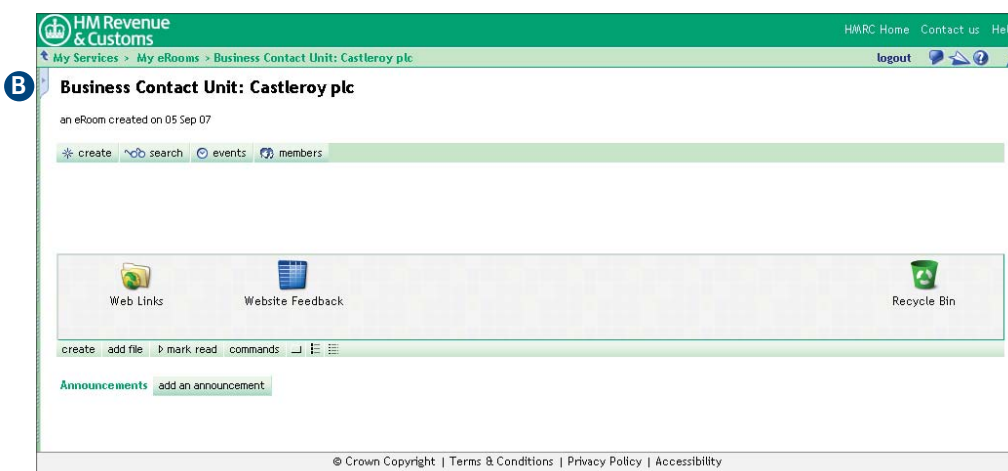 HM Revenue
& Customs
HMRC Home Contact us
My Services > My eRooms > Business Contact Unit: Castleroy plc
logout
B
Business Contact Unit: Castleroy plc
an eRoom created on 05 Sep 07
create search events members
Web Links Website Feedback Recycle Bin
create add file mark read commands
Announcements add an announcement
© Crown Copyright | Terms & Conditions | Privacy Policy | Accessibility